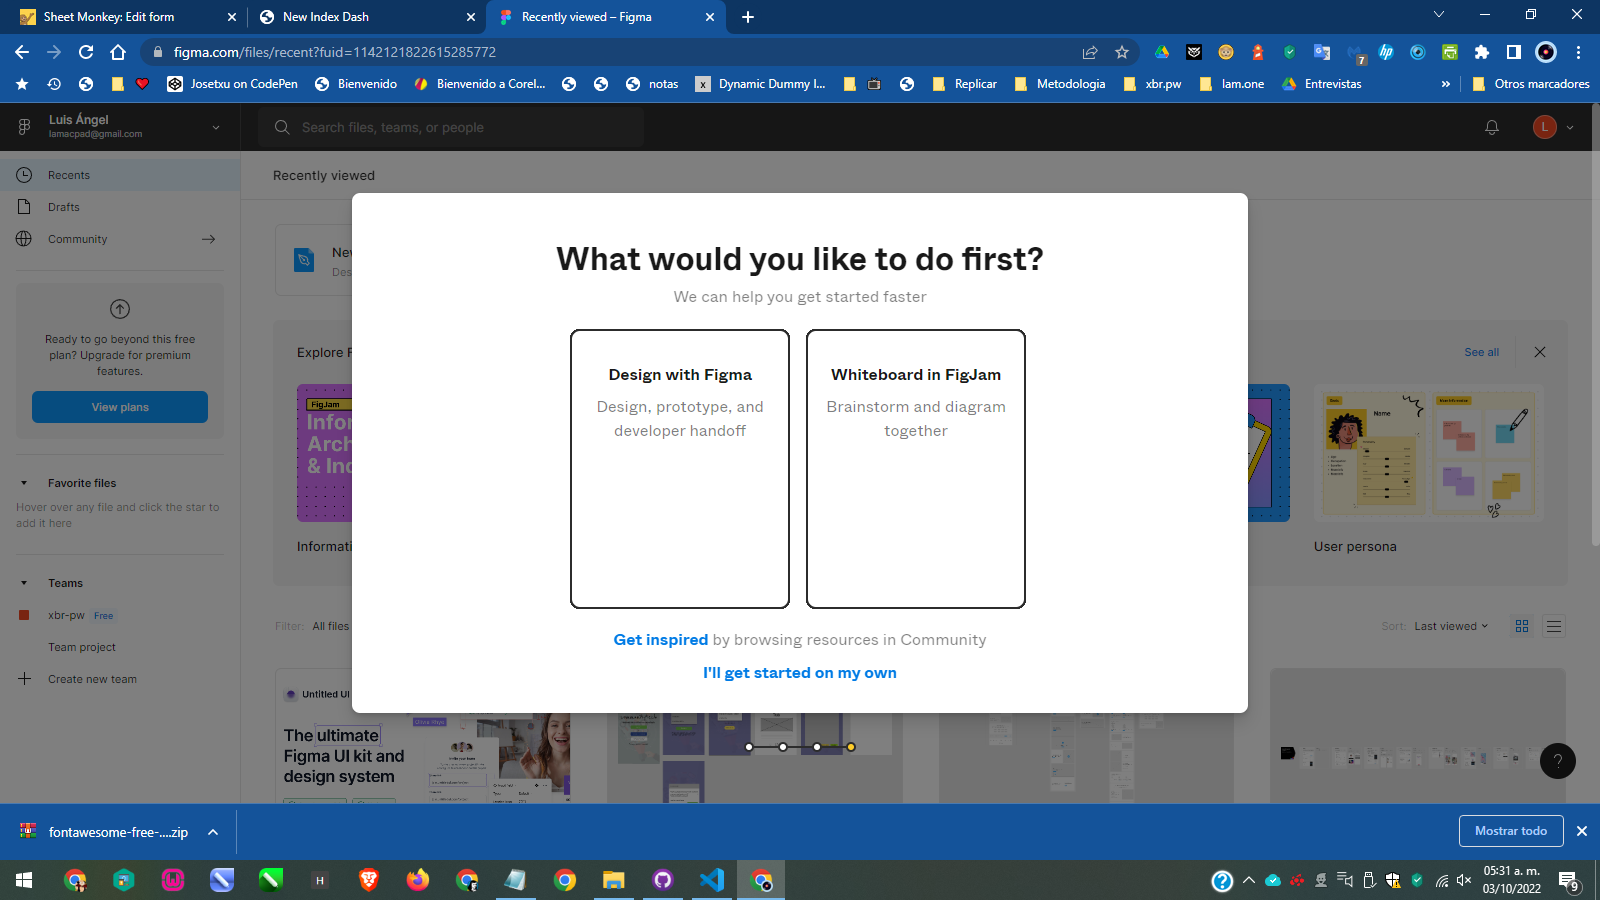 Sheet Monkey: Edit form
New Index Dash
Recently viewed – Figma
figma.com/files/recent?fuid=1142121822615285772
7
Josetxu on CodePen
Bienvenido
Bienvenido a Corel...
notas
Dynamic Dummy I...
Replicar
Metodologia
xbr.pw
lam.one
Entrevistas
»
Otros marcadores
Luis Ángel
lamacpad@gmail.com
Search files, teams, or people
L
Recents
Drafts
Community
Ready to go beyond this free
plan? Upgrade for premium
features.
View plans
Favorite files
Hover over any file and click the star to
add it here
Teams
xbr-pw Free
Team project
Create new team
Recently viewed
New
Des
Explore F
See all
FigJam
Infor
Arch
& Inc
Informati
Name
User persona
Filter: All files
Sort: Last viewed
What would you like to do first?
We can help you get started faster
Design with Figma
Design, prototype, and
developer handoff
Whiteboard in FigJam
Brainstorm and diagram
together
Get inspired by browsing resources in Community
I'll get started on my own
Untitled UI
The ultimate
Figma UI kit and
design system
?
fontawesome-free-....zip
Mostrar todo
H
05:31 a. m.
03/10/2022
9